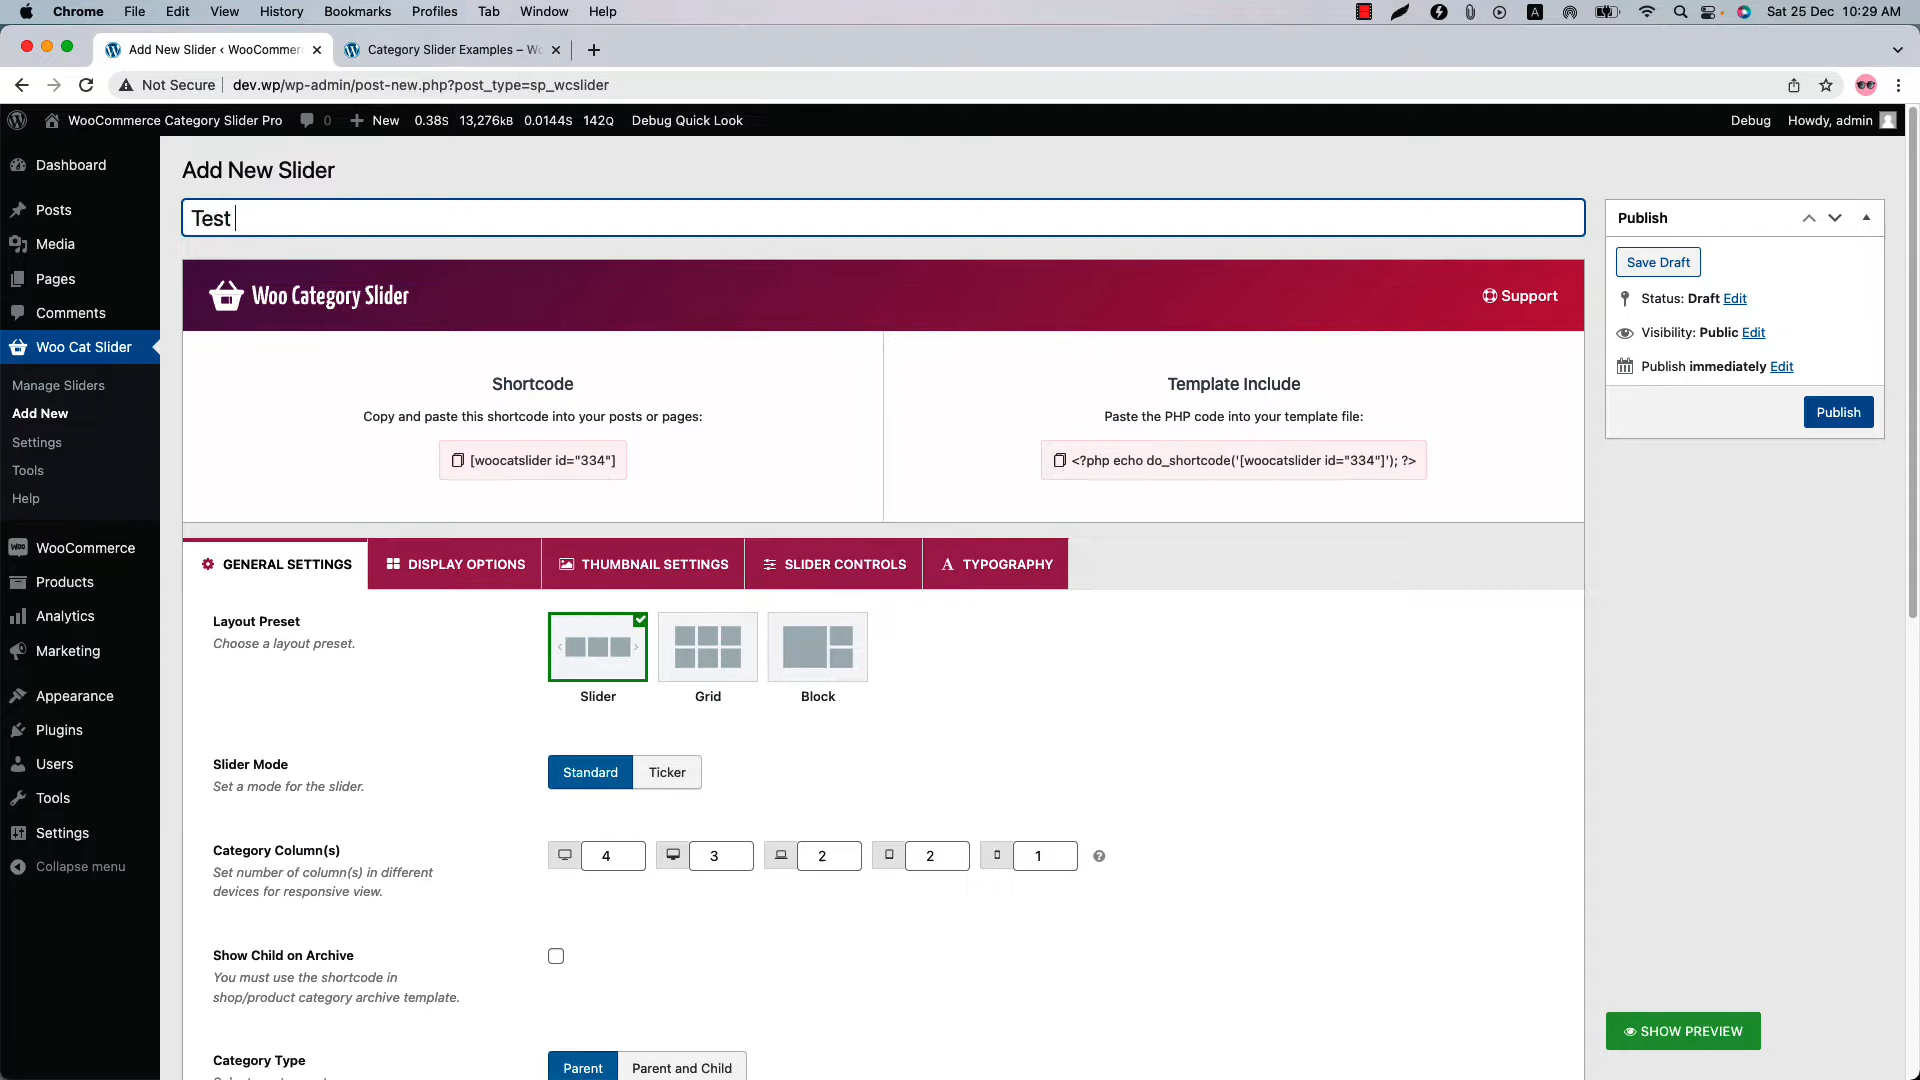 Chrome File Edit View History Bookmarks Profiles Tab Window Help
A
Sat 25 Dec 10:29 AM
Add New Slider ‹ WooCommerc
Category Slider Examples – Wo
Not Secure
dev.wp/wp-admin/post-new.php?post_type=sp_wcslider
WooCommerce Category Slider Pro 0 New 0.38S 13,276KB 0.0144S 142Q Debug Quick Look
Debug Howdy, admin
Dashboard
Posts
Media
Pages
Comments
Woo Cat Slider
Manage Sliders
Add New
Settings
Tools
Help
Woo WooCommerce
Products
Analytics
Marketing
Appearance
Plugins
Users
Tools
Settings
Collapse menu
Add New Slider
Test
Woo Category Slider
Support
Shortcode
Copy and paste this shortcode into your posts or pages:
[woocatslider id="334"]
Template Include
Paste the PHP code into your template file:
<?php echo do_shortcode('[woocatslider id="334"]'); ?>
GENERAL SETTINGS
DISPLAY OPTIONS
THUMBNAIL SETTINGS
SLIDER CONTROLS
A TYPOGRAPHY
Layout Preset
Choose a layout preset.
Slider
Grid
Block
Slider Mode
Set a mode for the slider.
Standard
Ticker
Category Column(s)
Set number of column(s) in different
devices for responsive view.
4
3
2
2
1
?
Show Child on Archive
You must use the shortcode in
shop/product category archive template.
Category Type
Parent
Parent and Child
Publish
Save Draft
Status: Draft Edit
Visibility: Public Edit
Publish immediately Edit
Publish
SHOW PREVIEW